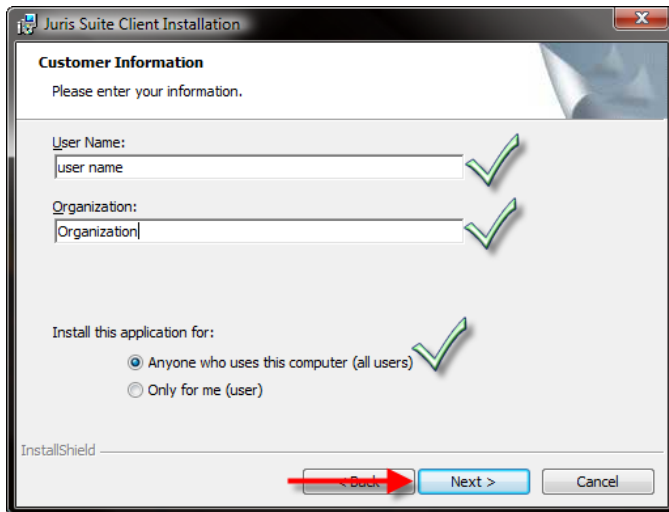 Juris Suite Client Installation
Customer Information
Please enter your information.
User Name:
user name
Organization:
Organization
Install this application for:
Anyone who uses this computer (all users)
Only for me (user)
InstallShield
< Back Next > Cancel